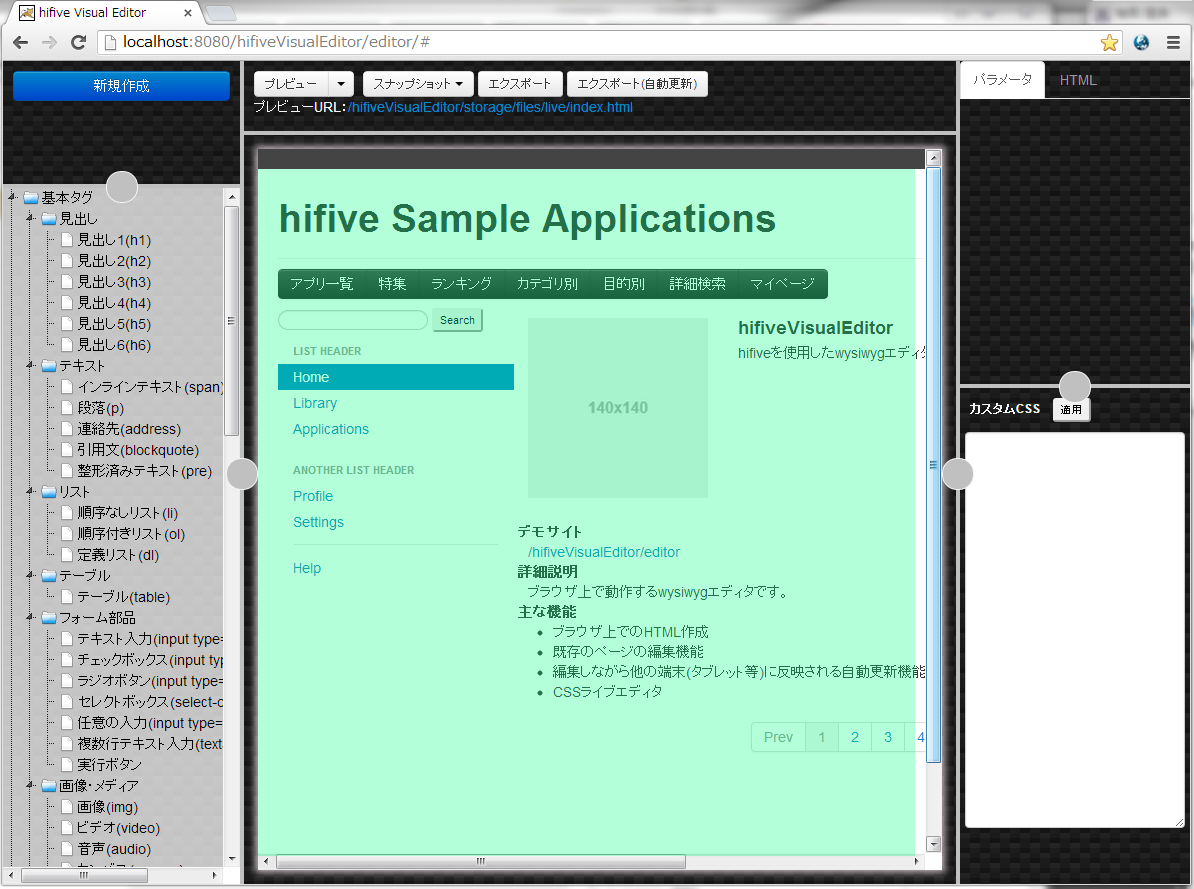 hifive Visual Editor
localhost:8080/hifiveVisualEditor/editor/#
新規作成
プレビュー
スナップショット
エクスポート
エクスポート(自動更新)
プレビューURL:/hifiveVisualEditor/storage/files/live/index.html
パラメータ
HTML
基本タグ
見出し
見出し1(h1)
見出し2(h2)
見出し3(h3)
見出し4(h4)
見出し5(h5)
見出し6(h6)
テキスト
インラインテキスト(span)
段落(p)
連絡先(address)
引用文(blockquote)
整形済みテキスト(pre)
リスト
順序なしリスト(li)
順序付きリスト(ol)
定義リスト(dl)
テーブル
テーブル(table)
フォーム部品
テキスト入力(input type=
チェックボックス(input typ
ラジオボタン(input type=
セレクトボックス(select-o
任意の入力(input type=
複数行テキスト入力(text
実行ボタン
画像・メディア
画像(img)
ビデオ(video)
音声(audio)
hifive Sample Applications
アプリ一覧
特集
ランキング
カテゴリ別
目的別
詳細検索
マイページ
Search
LIST HEADER
Home
Library
Applications
ANOTHER LIST HEADER
Profile
Settings
Help
140x140
hifiveVisualEditor
hifiveを使用したwysiwygエディタ
デモサイト
/hifiveVisualEditor/editor
詳細説明
ブラウザ上で動作するwysiwygエディタです。
主な機能
• ブラウザ上でのHTML作成
• 既存のページの編集機能
• 編集しながら他の端末(タブレット等)に反映される自動更新機能
• CSSライブエディタ
Prev 1 2 3 4
カスタムCSS
適用